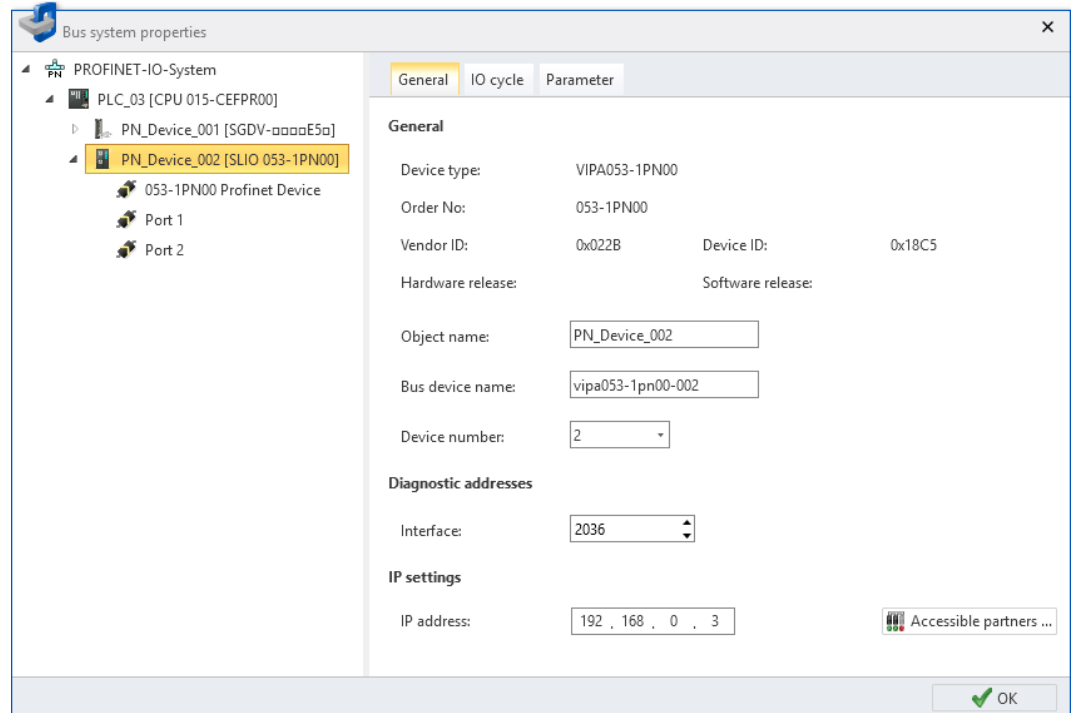 Bus system properties
PN PROFINET-IO-System
PLC_03 [CPU 015-CEFPR00]
PN_Device_001 [SGDV-□□□□E5□]
PN_Device_002 [SLIO 053-1PN00]
053-1PN00 Profinet Device
Port 1
Port 2
General IO cycle Parameter
General
Device type: VIPA053-1PN00
Order No: 053-1PN00
Vendor ID: 0x022B Device ID: 0x18C5
Hardware release: Software release:
Object name: PN_Device_002
Bus device name: vipa053-1pn00-002
Device number: 2
Diagnostic addresses
Interface: 2036
IP settings
IP address: 192 . 168 . 0 . 3 Accessible partners ...
OK